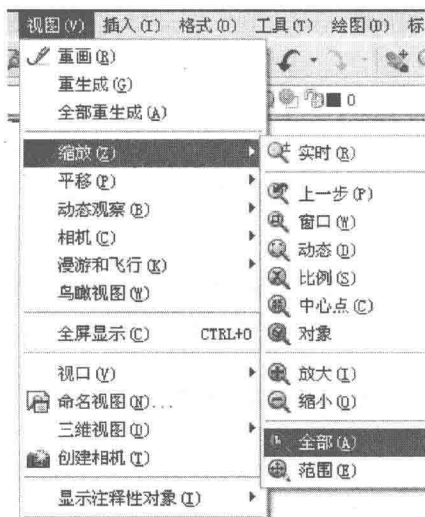 视图(V) 插入(I) 格式(O) 工具(T) 绘图(D) 标
重画(R)
重生成(G)
全部重生成(A)
0
缩放(Z)
平移(P)
动态观察(B)
相机(C)
漫游和飞行(K)
鸟瞰视图(W)
全屏显示(C) CTRL+0
视口(V)
命名视图(N)...
三维视图(D)
创建相机(T)
显示注释性对象(I)
实时(R)
上一步(P)
窗口(W)
动态(D)
比例(S)
中心点(C)
对象
放大(I)
缩小(O)
全部(A)
范围(E)